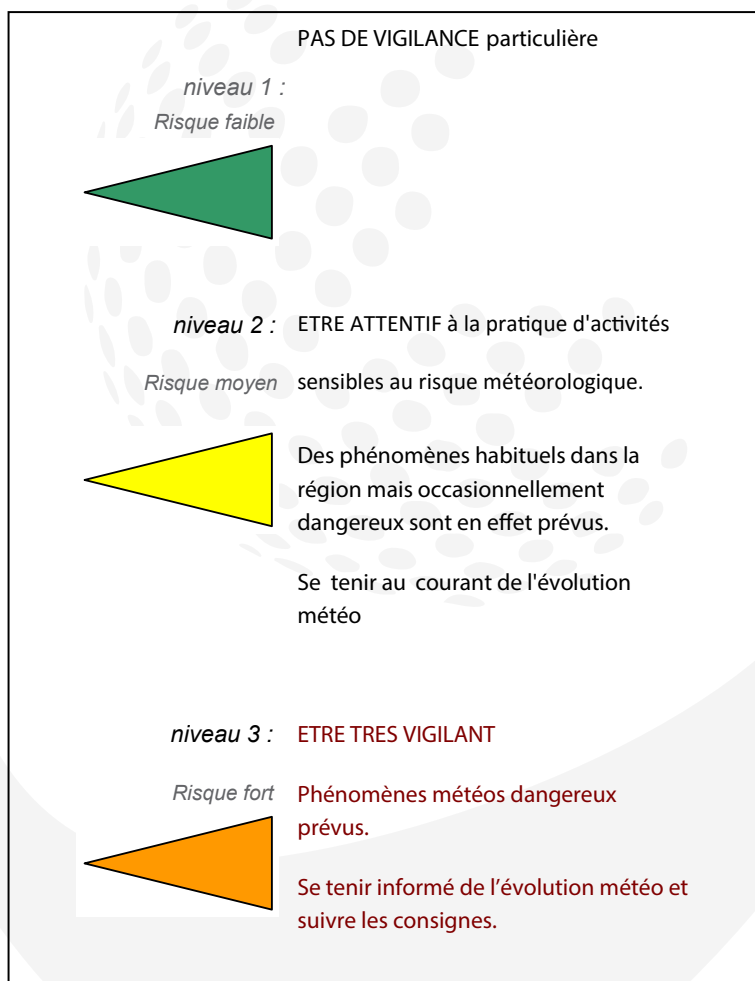 PAS DE VIGILANCE particulière
niveau 1 :
Risque faible
niveau 2 : ETRE ATTENTIF à la pratique d'activités
Risque moyen sensibles au risque météorologique.
Des phénomènes habituels dans la
région mais occasionnellement
dangereux sont en effet prévus.
Se tenir au courant de l'évolution
météo
niveau 3 : ETRE TRES VIGILANT
Risque fort Phénomènes météos dangereux
prévus.
Se tenir informé de l’évolution météo et
suivre les consignes.